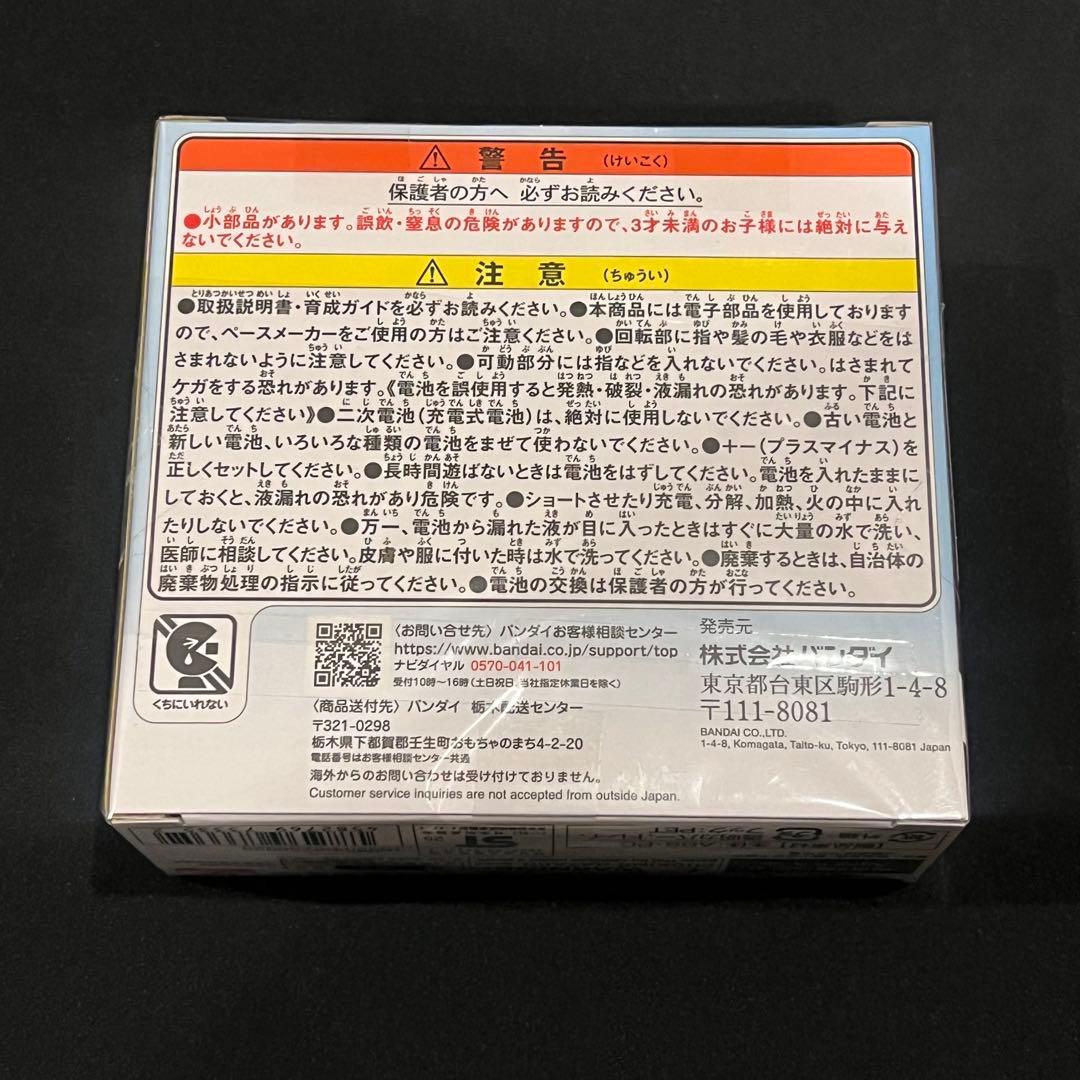 警告 (けいこく)
保護者の方へ 必ずお読みください。
●小部品があります。誤飲・窒息の危険がありますので、3才未満のお子様には絶対に与え
ないでください。
注意 (ちゅうい)
●取扱説明書・育成ガイドを必ずお読みください。●本商品には電子部品を使用しております
ので、ペースメーカーをご使用の方はご注意ください。●回転部に指や髪の毛や衣服などをは
さまれないように注意してください。●可動部分には指などを入れないでください。はさまれて
ケガをする恐れがあります。《電池を誤使用すると発熱・破裂・液漏れの恐れがあります。下記に
注意してください》●二次電池(充電式電池)は、絶対に使用しないでください。●古い電池と
新しい電池、いろいろな種類の電池をまぜて使わないでください。●+-(プラスマイナス)を
正しくセットしてください。●長時間遊ばないときは電池をはずしてください。電池を入れたままに
しておくと、液漏れの恐れがあり危険です。●ショートさせたり充電、分解、加熱、火の中に入れ
たりしないでください。●万一、電池から漏れた液が目に入ったときはすぐに大量の水で洗い、
医師に相談してください。皮膚や服に付いた時は水で洗ってください。●廃棄するときは、自治体の
廃棄物処理の指示に従ってください。●電池の交換は保護者の方が行ってください。
くちにいれない
〈お問い合せ先〉バンダイお客様相談センター
https://www.bandai.co.jp/support/top
ナビダイヤル 0570-041-101
受付10時~16時(土日祝日、当社指定休業日を除く)
〈商品送付先〉バンダイ 栃木配送センター
〒321-0298
栃木県下都賀郡壬生町おもちゃのまち4-2-20
電話番号はお客様相談センター共通
海外からのお問い合わせは受け付けておりません。
Customer service inquiries are not accepted from outside Japan.
発売元
株式会社バンダイ
東京都台東区駒形1-4-8
〒111-8081
BANDAI CO.,LTD.
1-4-8, Komagata, Taito-ku, Tokyo, 111-8081 Japan
ST